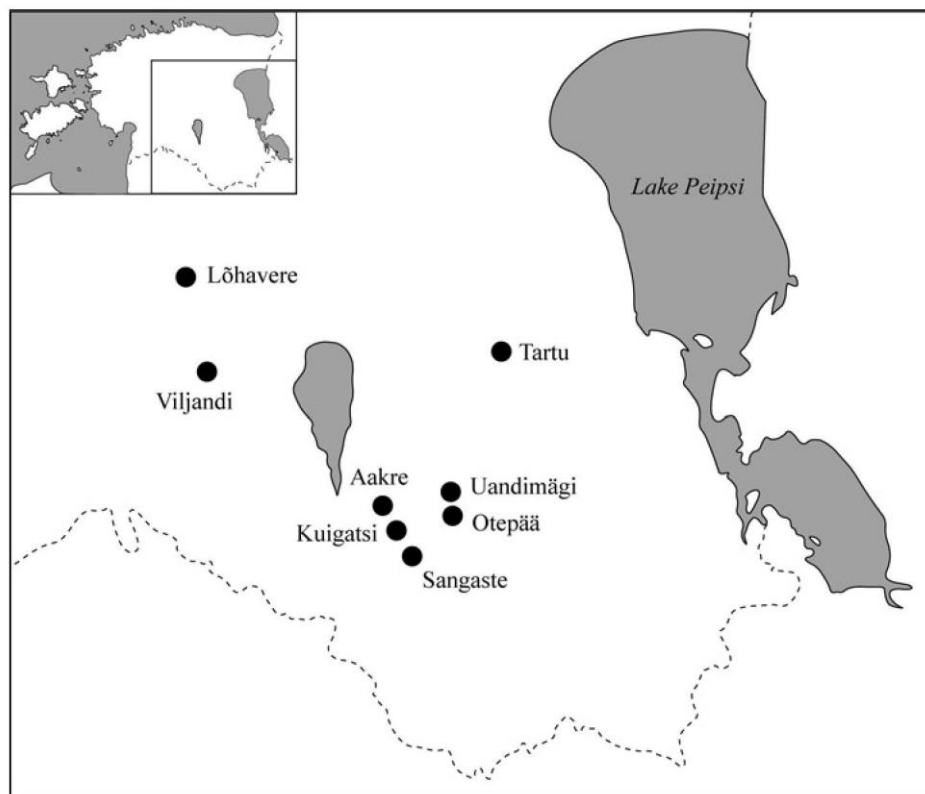 Lake Peipsi
Lõhavere
Tartu
Viljandi
Aakre
Uandimägi
Otepää
Kuigatsi
Sangaste